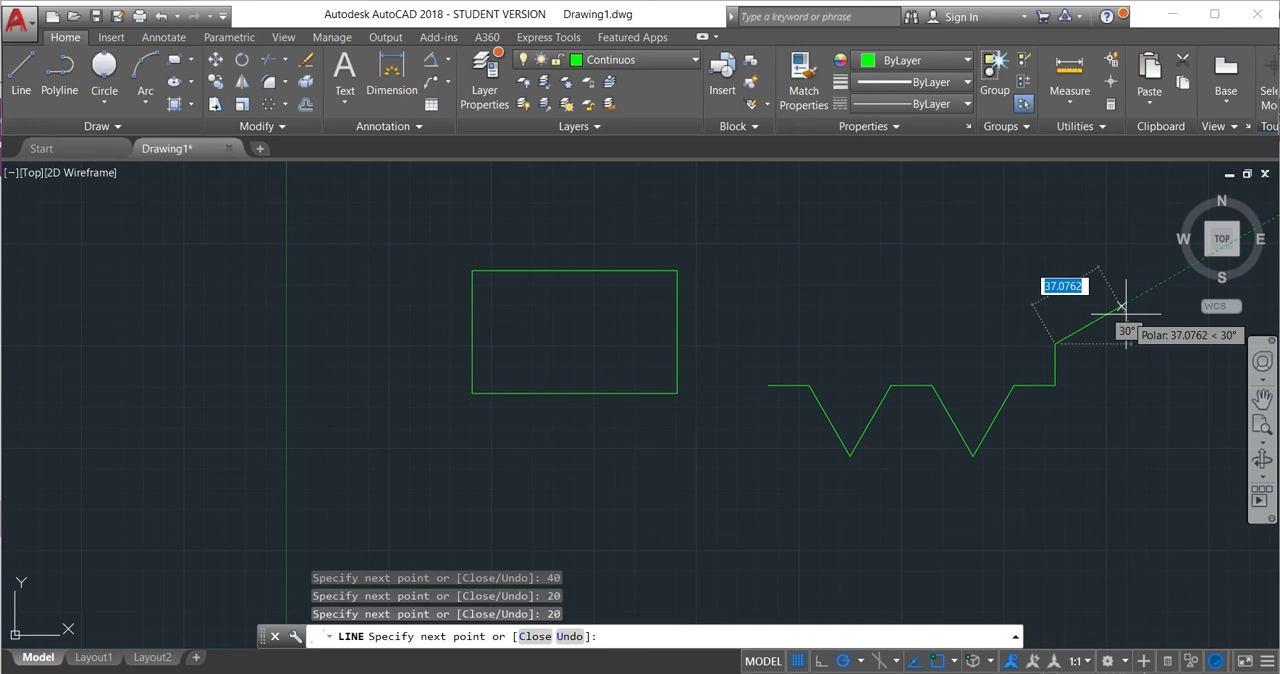 Autodesk AutoCAD 2018 - STUDENT VERSION Drawing1.dwg
Type a keyword or phrase
Sign In
Home Insert Annotate Parametric View Manage Output Add-ins A360 Express Tools Featured Apps
Continuos
ByLayer
ByLayer
ByLayer
Line Polyline Circle Arc
Text Dimension
Layer Properties
Insert
Match Properties
Group
Measure
Paste
Base
Draw Modify Annotation Layers Block Properties Groups Utilities Clipboard View
Start Drawing1*
[−][Top][2D Wireframe]
N
W TOP E
S
WCS
37.0762
30°
Polar: 37.0762 < 30°
Y
X
Specify next point or [Close/Undo]: 40
Specify next point or [Close/Undo]: 20
Specify next point or [Close/Undo]: 20
LINE Specify next point or [Close Undo]:
Model Layout1 Layout2
MODEL
1:1